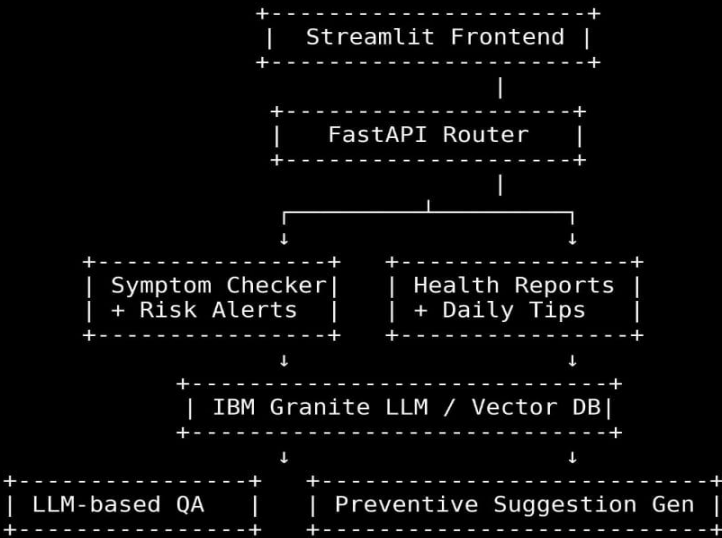 Streamlit Frontend
FastAPI Router
Symptom Checker
+ Risk Alerts
Health Reports
+ Daily Tips
IBM Granite LLM / Vector DB
LLM-based QA
Preventive Suggestion Gen